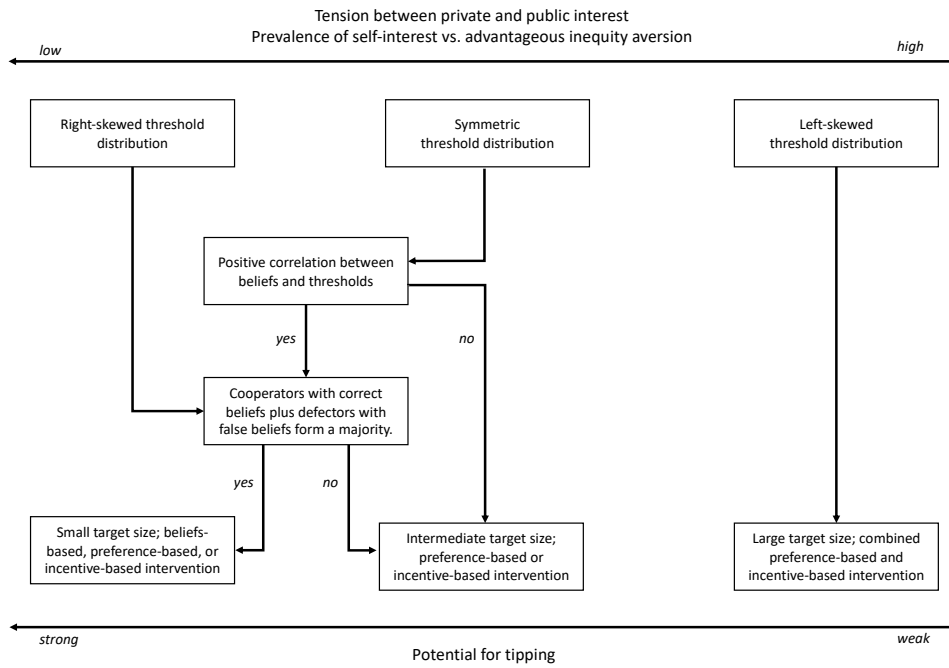 Tension between private and public interest
Prevalence of self-interest vs. advantageous inequity aversion
low
high
Right-skewed threshold
distribution
Symmetric
threshold distribution
Left-skewed
threshold distribution
Positive correlation between
beliefs and thresholds
yes
no
Cooperators with correct
beliefs plus defectors with
false beliefs form a majority.
yes
no
Small target size; beliefs-
based, preference-based, or
incentive-based intervention
Intermediate target size;
preference-based or
incentive-based intervention
Large target size; combined
preference-based and
incentive-based intervention
strong
weak
Potential for tipping